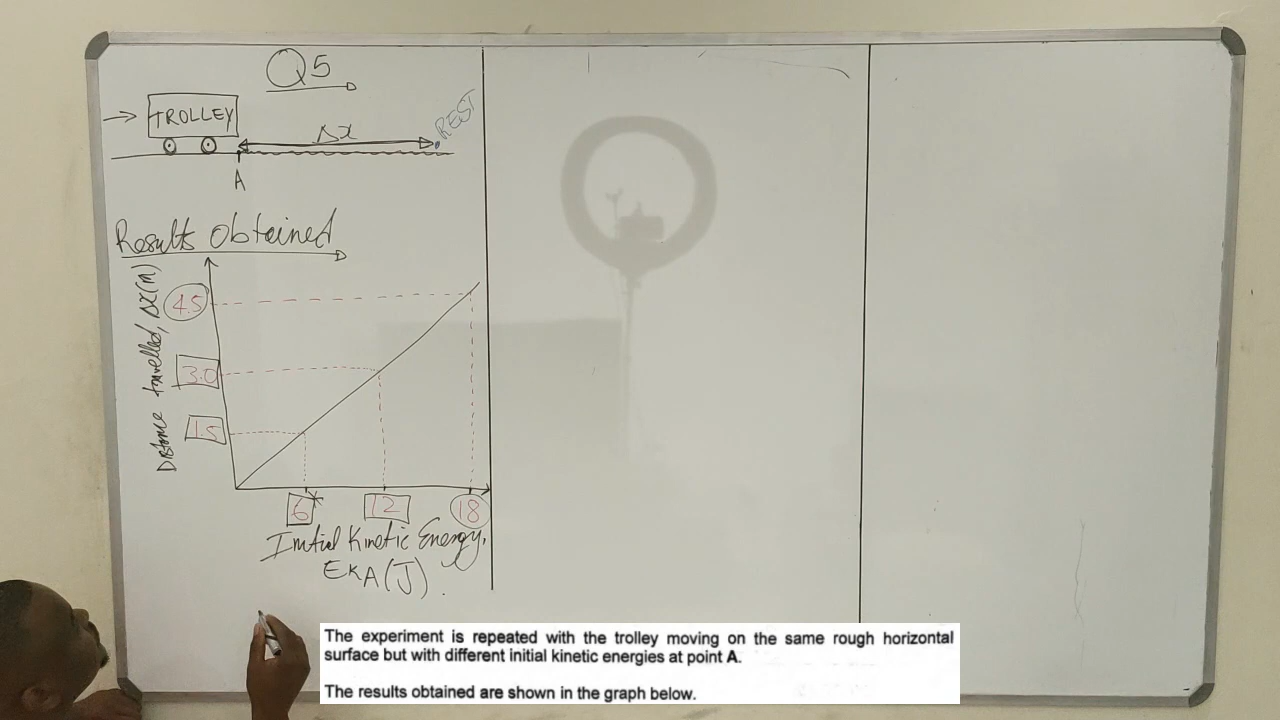 Q5
TROLLEY
Δx
REST
A
Results Obtained
Distance travelled, Δx(m)
4.5
3.0
1.5
6
12
18
Initial Kinetic Energy,
EKA (J).
The experiment is repeated with the trolley moving on the same rough horizontal
surface but with different initial kinetic energies at point A.
The results obtained are shown in the graph below.